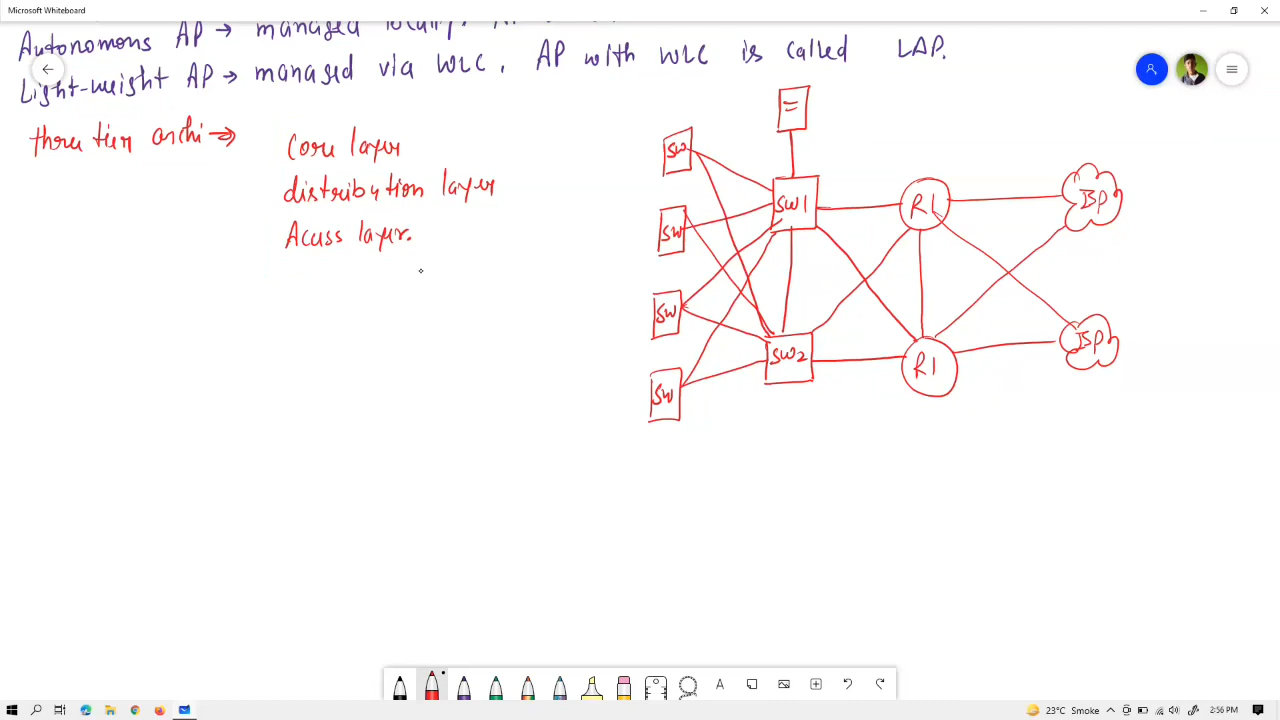 Microsoft Whiteboard
Autonomous AP → managed locally.
Light-weight AP → managed via WLC. AP with WLC is called LAP.
three tier archi →
Core layer
distribution layer
Acuss layer.
SW
SW
SW
SW
SW1
SW2
R1
R1
ISP
ISP
A
23°C Smoke
2:56 PM